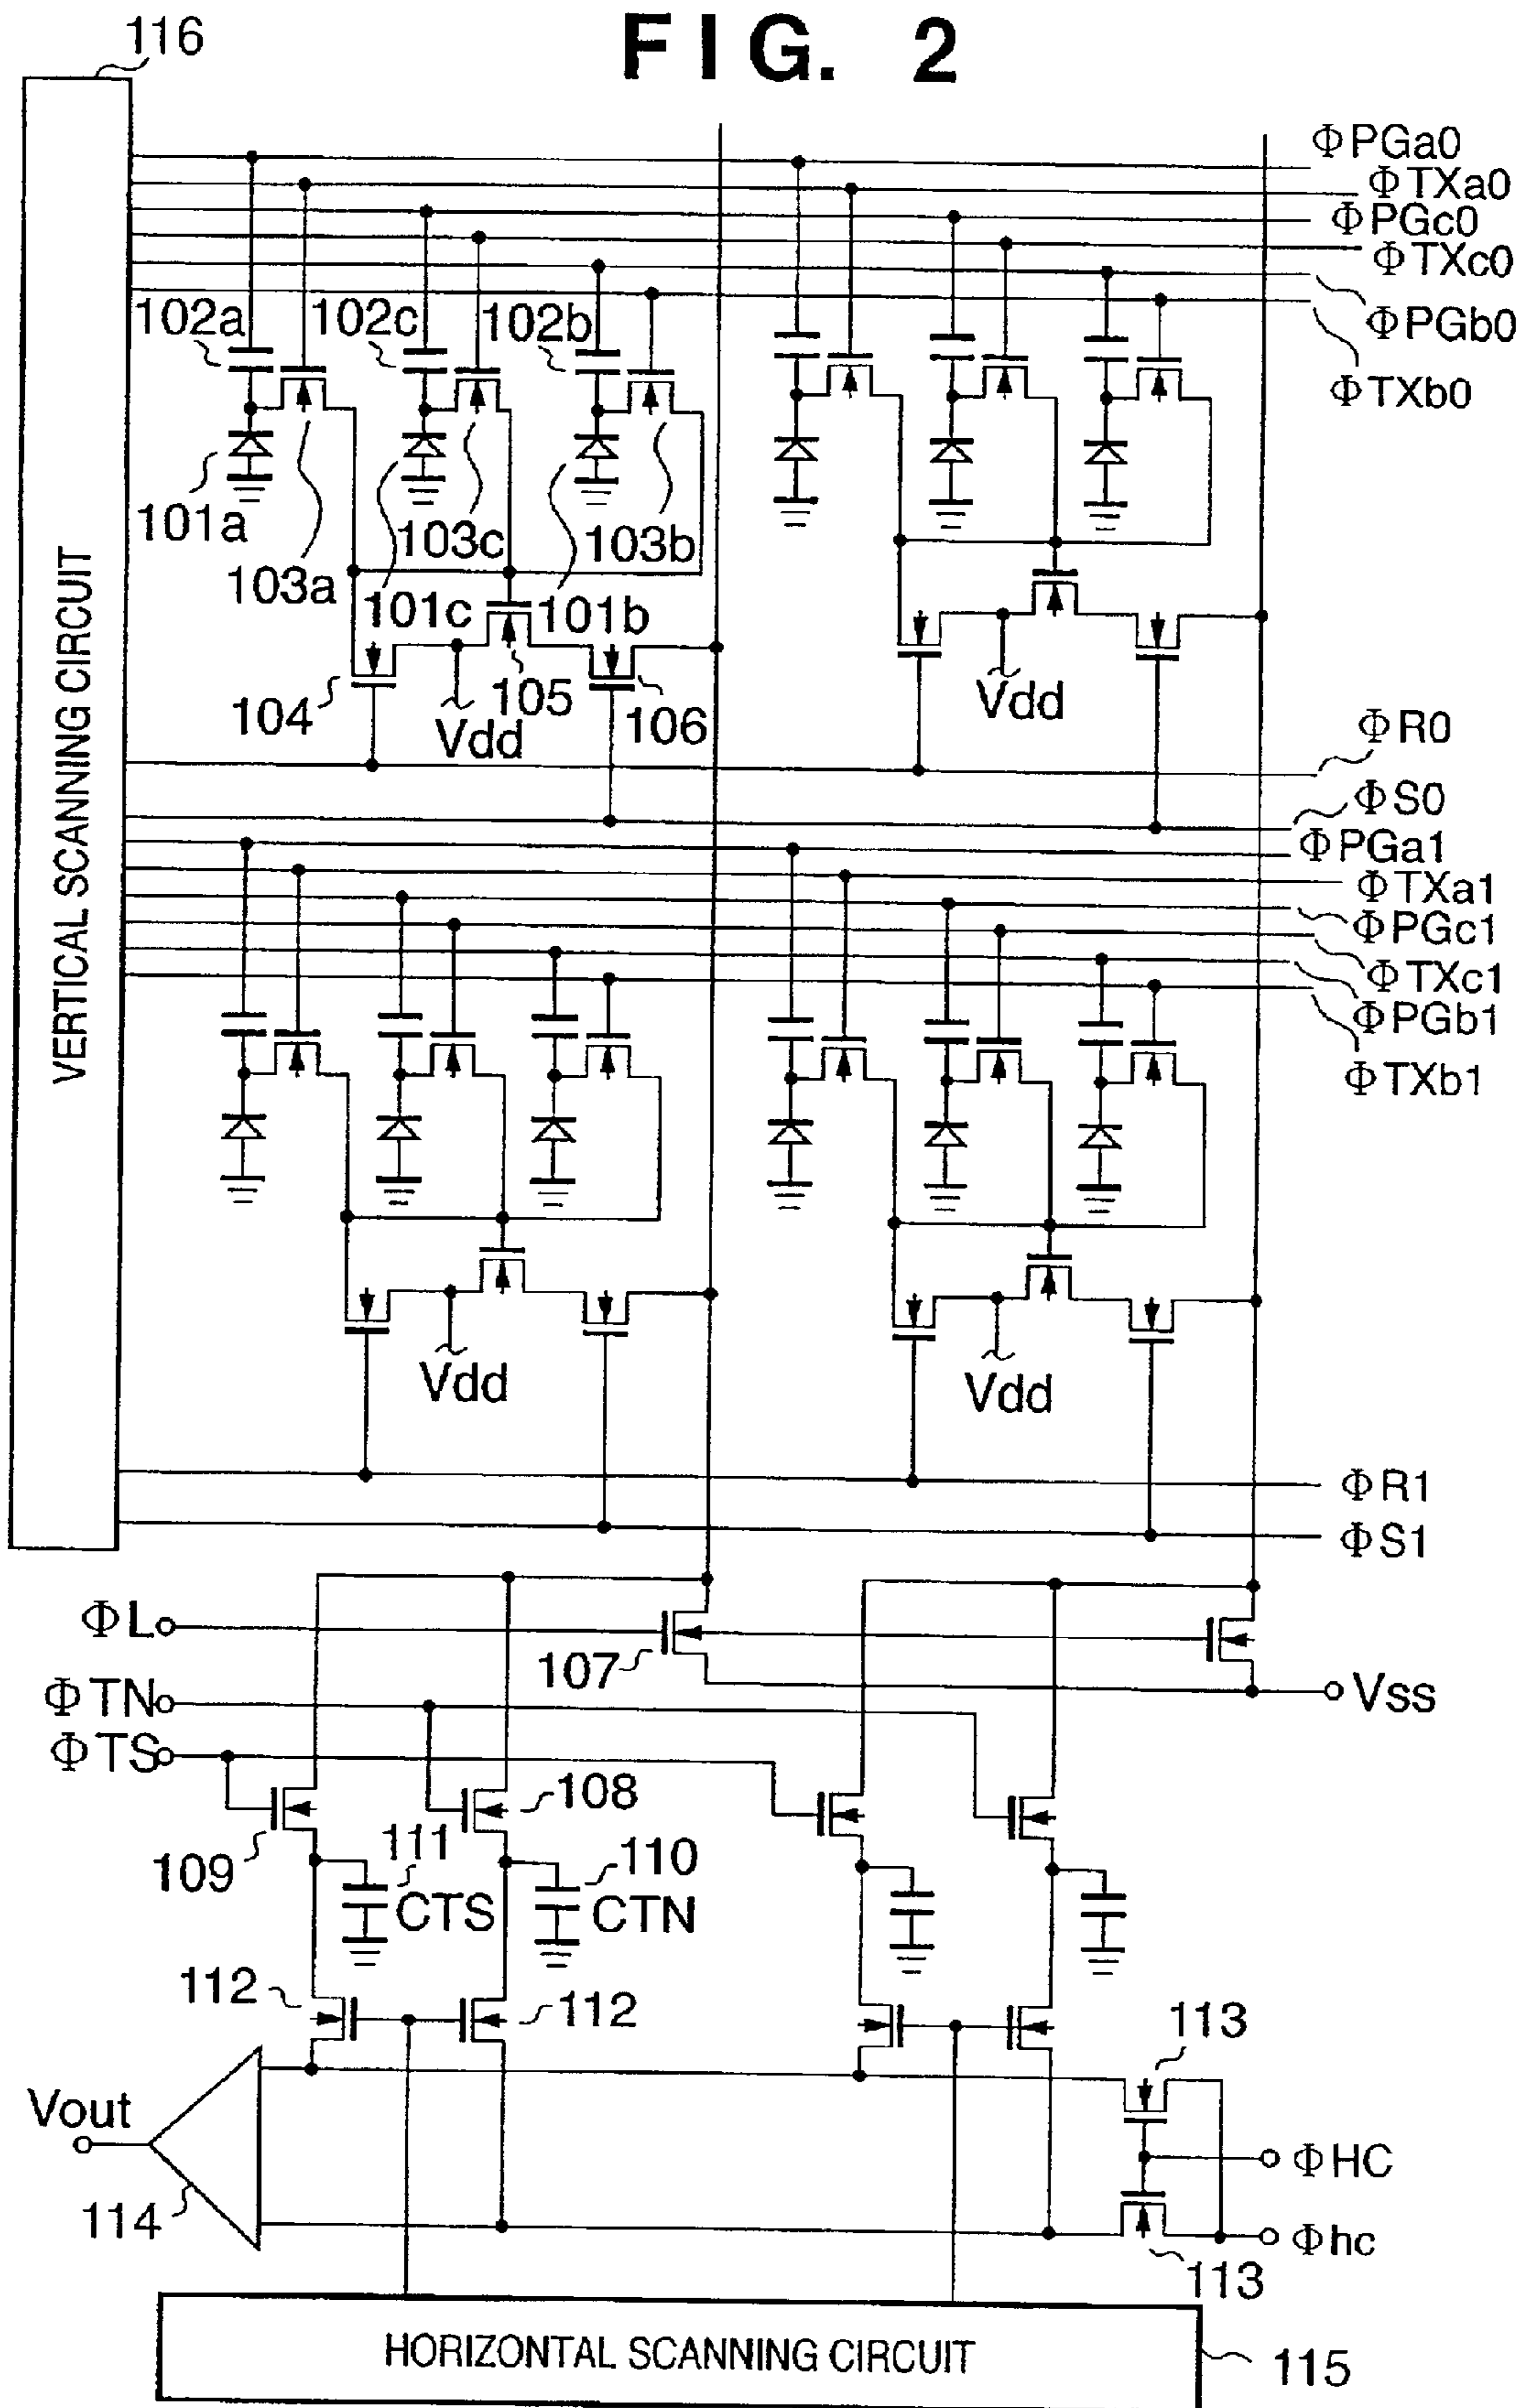 FIG. 2
116
ΦPGa0
ΦTXa0
ΦPGc0
ΦTXc0
ΦPGb0
ΦTXb0
102a
102c
102b
101a
103a
103c
103b
101c
101b
104
105
106
Vdd
Vdd
VERTICAL SCANNING CIRCUIT
ΦR0
ΦS0
ΦPGa1
ΦTXa1
ΦPGc1
ΦTXc1
ΦPGb1
ΦTXb1
Vdd
Vdd
ΦR1
ΦS1
ΦL
107
ΦTN
Vss
ΦTS
108
109
111
110
CTS
CTN
112
112
113
Vout
ΦHC
114
Φhc
113
HORIZONTAL SCANNING CIRCUIT
115